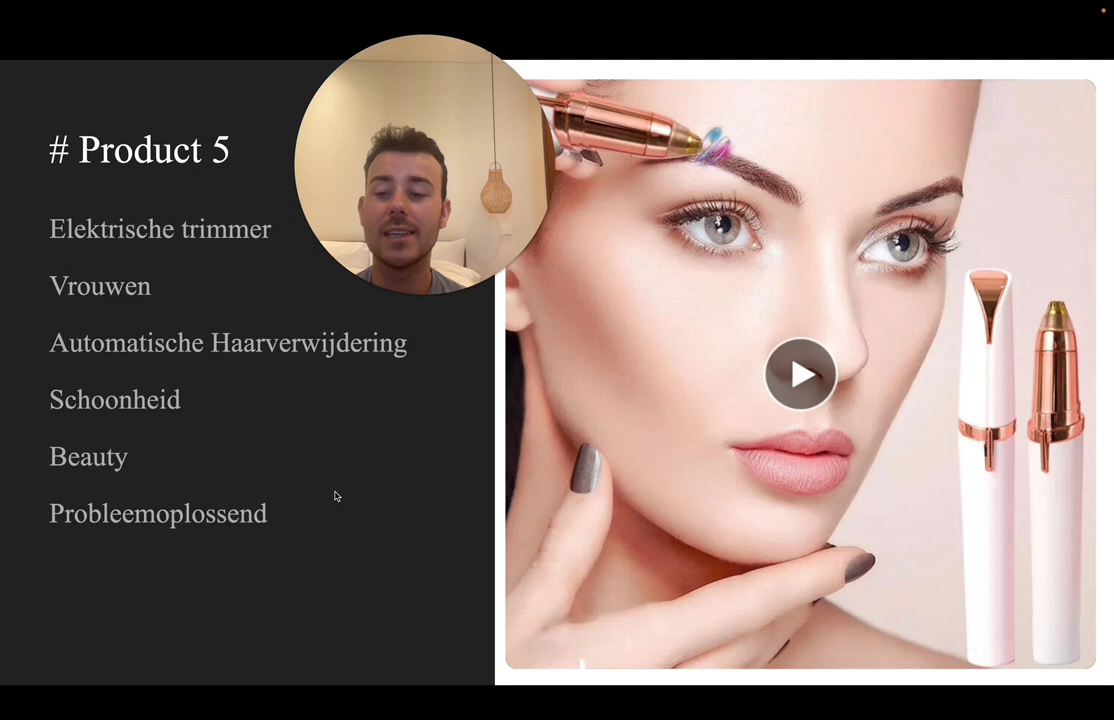 # Product 5
Elektrische trimmer
Vrouwen
Automatische Haarverwijdering
Schoonheid
Beauty
Probleemoplossend